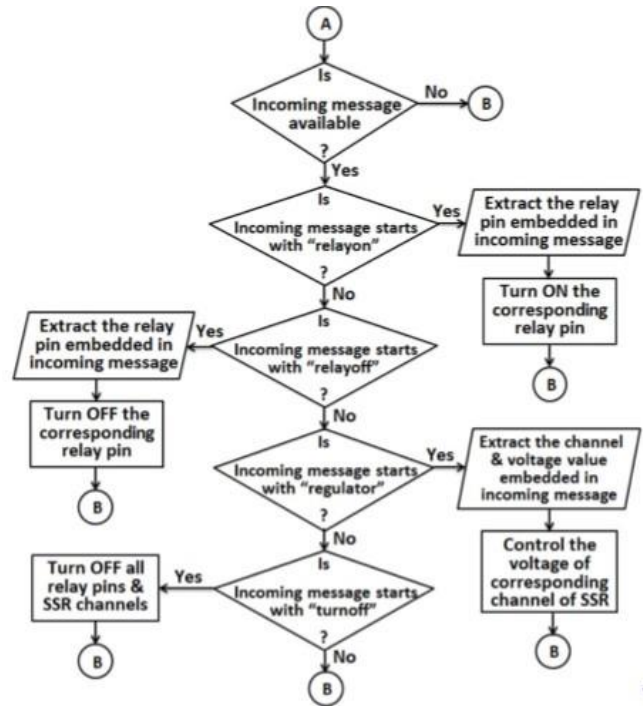 A
Is
Incoming message
available
?
No
B
Yes
Is
Incoming message starts
with “relayon”
?
Yes
Extract the relay
pin embedded in
incoming message
Turn ON the
corresponding
relay pin
B
No
Is
Incoming message starts
with “relayoff”
?
Yes
Extract the relay
pin embedded in
incoming message
Turn OFF the
corresponding
relay pin
B
No
Is
Incoming message starts
with “regulator”
?
Yes
Extract the channel
& voltage value
embedded in
incoming message
Control the
voltage of
corresponding
channel of SSR
B
No
Is
Incoming message starts
with “turnoff”
?
Yes
Turn OFF all
relay pins &
SSR channels
B
No
B